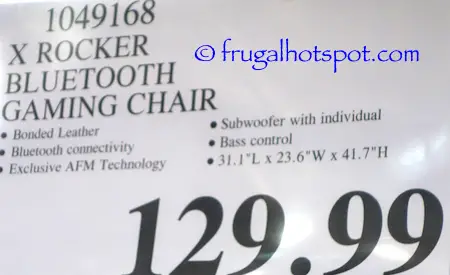 1049168
X ROCKER
© frugalhotspot.com
BLUETOOTH
GAMING CHAIR
• Bonded Leather
• Bluetooth connectivity
• Exclusive AFM Technology
• Subwoofer with individual
• Bass control
• 31.1"L x 23.6"W x 41.7"H
129.99